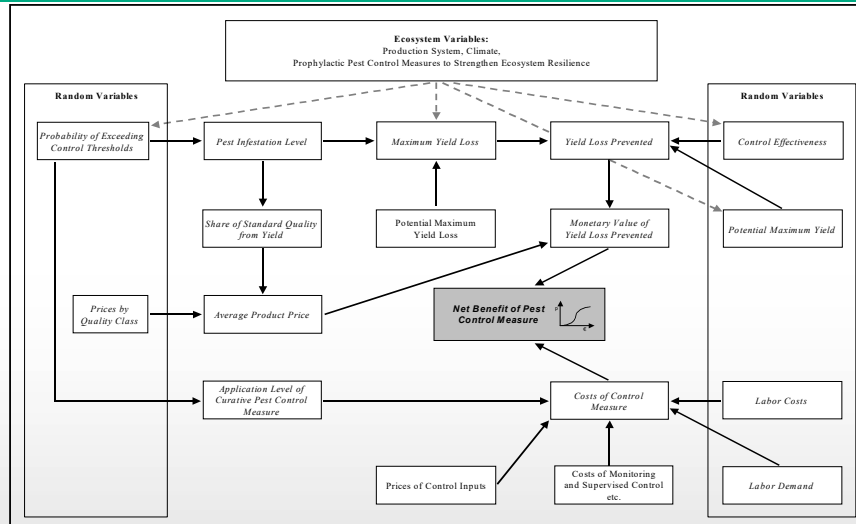 Ecosystem Variables:
Production System, Climate,
Prophylactic Pest Control Measures to Strengthen Ecosystem Resilience
Random Variables
Random Variables
Probability of Exceeding
Control Thresholds
Pest Infestation Level
Maximum Yield Loss
Yield Loss Prevented
Control Effectiveness
Share of Standard Quality
from Yield
Potential Maximum
Yield Loss
Monetary Value of
Yield Loss Prevented
Potential Maximum Yield
Prices by
Quality Class
Average Product Price
Net Benefit of Pest
Control Measure
p
€
Application Level of
Curative Pest Control
Measure
Costs of Control
Measure
Labor Costs
Prices of Control Inputs
Costs of Monitoring
and Supervised Control
etc.
Labor Demand